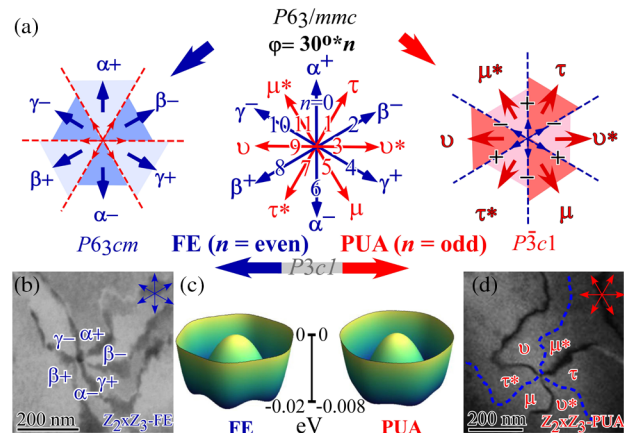 (a)
P63/mmc
φ= 30º*n
α+
β−
γ+
α−
β+
γ−
P63cm
α+
n=0
τ
β−
υ*
γ+
μ
α−
τ*
β+
υ
γ−
μ*
1
2
3
4
5
6
7
8
9
10
11
μ*
τ
υ
υ*
τ*
μ
+
−
+
−
+
−
P3̄c1
FE (n = even)
PUA (n = odd)
P3c1
(b)
γ− α+
β−
β+
γ+
α−
200 nm
Z2xZ3-FE
(c)
0
0
-0.02
-0.008
eV
FE
PUA
(d)
υ
μ*
τ
τ*
μ
υ*
200 nm
Z2xZ3-PUA